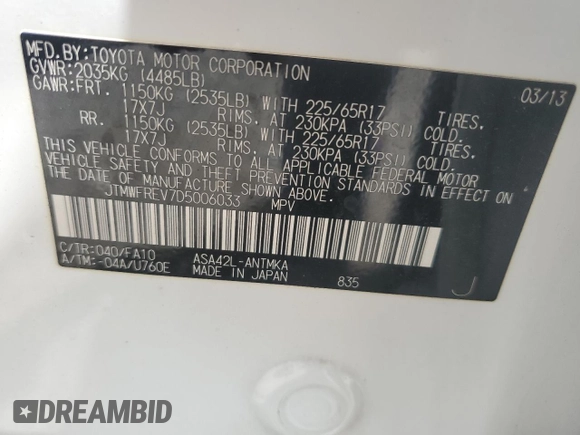 MFD.BY:TOYOTA MOTOR CORPORATION 03/13
GVWR:2035KG (4485LB)
GAWR:FRT. 1150KG (2535LB) WITH 225/65R17 TIRES,
17X7J RIMS, AT 230KPA (33PSI) COLD.
RR. 1150KG (2535LB) WITH 225/65R17 TIRES,
17X7J RIMS, AT 230KPA (33PSI) COLD.
THIS VEHICLE CONFORMS TO ALL APPLICABLE FEDERAL MOTOR
VEHICLE SAFETY AND THEFT PREVENTION STANDARDS IN EFFECT ON
THE DATE OF MANUFACTURE SHOWN ABOVE.
JTMWFREV7D5006033 MPV
C/TR:040/FA10 ASA42L-ANTMKA
A/TM:-04A/U760E MADE IN JAPAN 835 J
DREAMBID